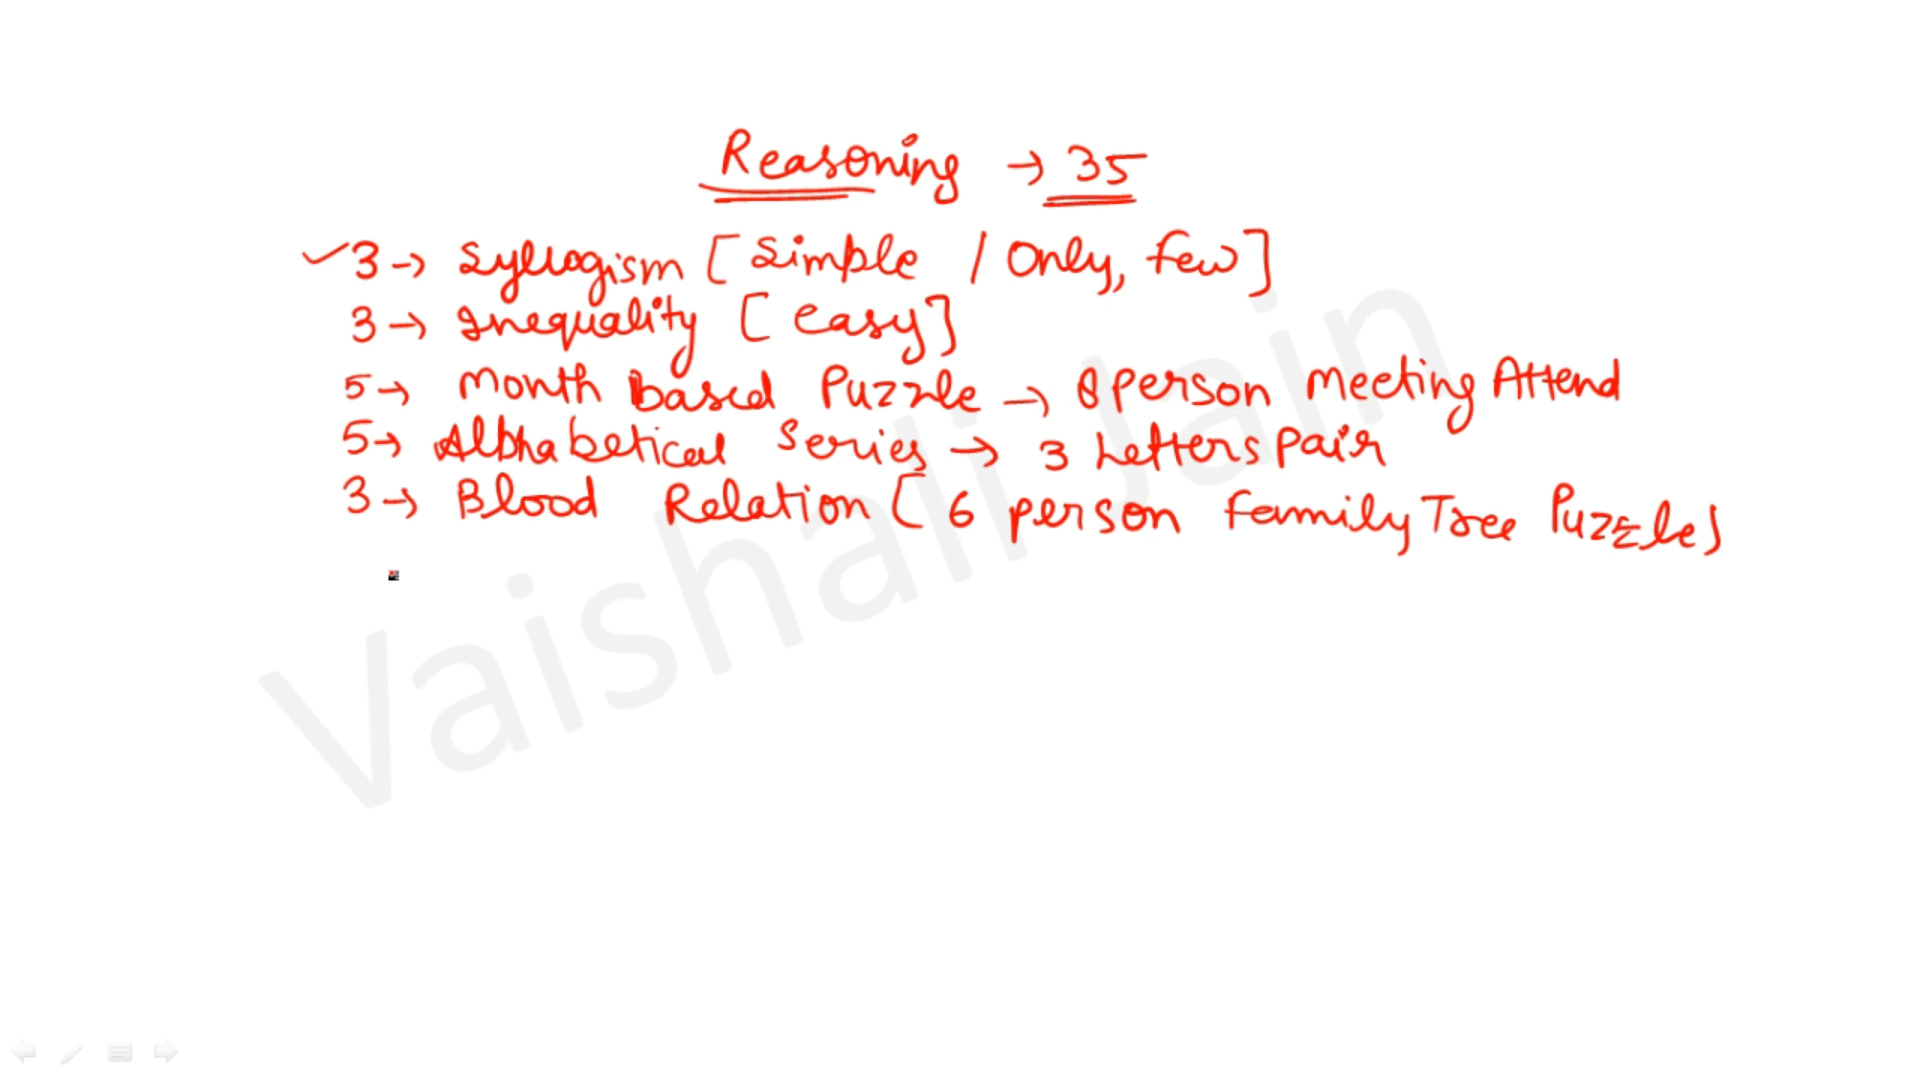 Reasoning → 35
✓3 → Syllogism [Simple / Only, few]
3 → Inequality [easy]
5 → Month based Puzzle → 8 person Meeting Attend
5 → Alphabetical Series → 3 Letters Pair
3 → Blood Relation [6 person family Tree Puzzle]
Vaishali Jain